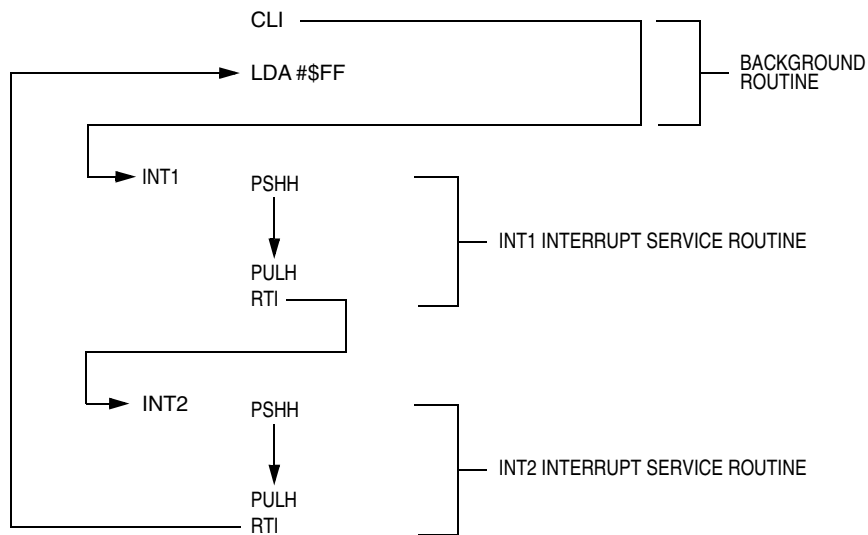 CLI
LDA #$FF
BACKGROUND
ROUTINE
INT1
PSHH
INT1 INTERRUPT SERVICE ROUTINE
PULH
RTI
INT2
PSHH
INT2 INTERRUPT SERVICE ROUTINE
PULH
RTI